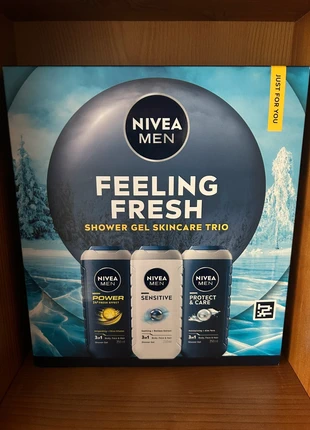 JUST FOR YOU
NIVEA
MEN
FEELING
FRESH
SHOWER GEL SKINCARE TRIO
NIVEA
MEN
POWER
3in1
NIVEA
MEN
SENSITIVE
3in1
NIVEA
MEN
PROTECT
& CARE
3in1